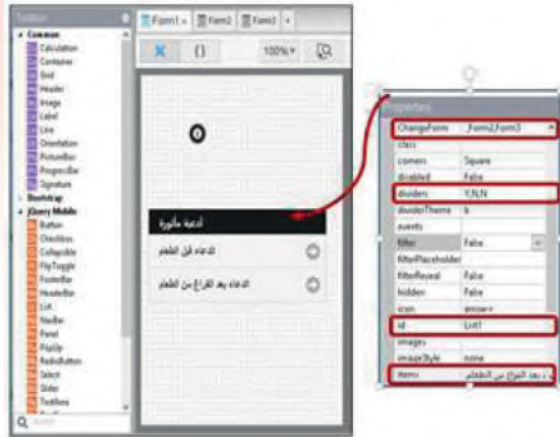 Toolbox
Common
Calculation
Container
Grid
Header
Image
Label
Line
Orientation
PictureBox
ProgressBar
Signature
Bootstrap
jQuery Mobile
Button
Checkbox
Collapsible
FlipToggle
FooterBar
HeaderBar
List
NavBar
Panel
PopUp
RadioButton
Select
Slider
TextArea
Form1
Form2
Form3
{}
100%
أدعية مأثورة
الدعاء قبل الطعام
الدعاء بعد الفراغ من الطعام
Properties
ChangeForm ,Form2,Form3
class
corners Square
disabled False
dividers Y,N,N
dividerTheme b
events
filter False
filterPlaceholder
filterReveal False
hidden False
icon arrow-r
id List1
images
imageStyle none
items بعد الفراغ من الطعام